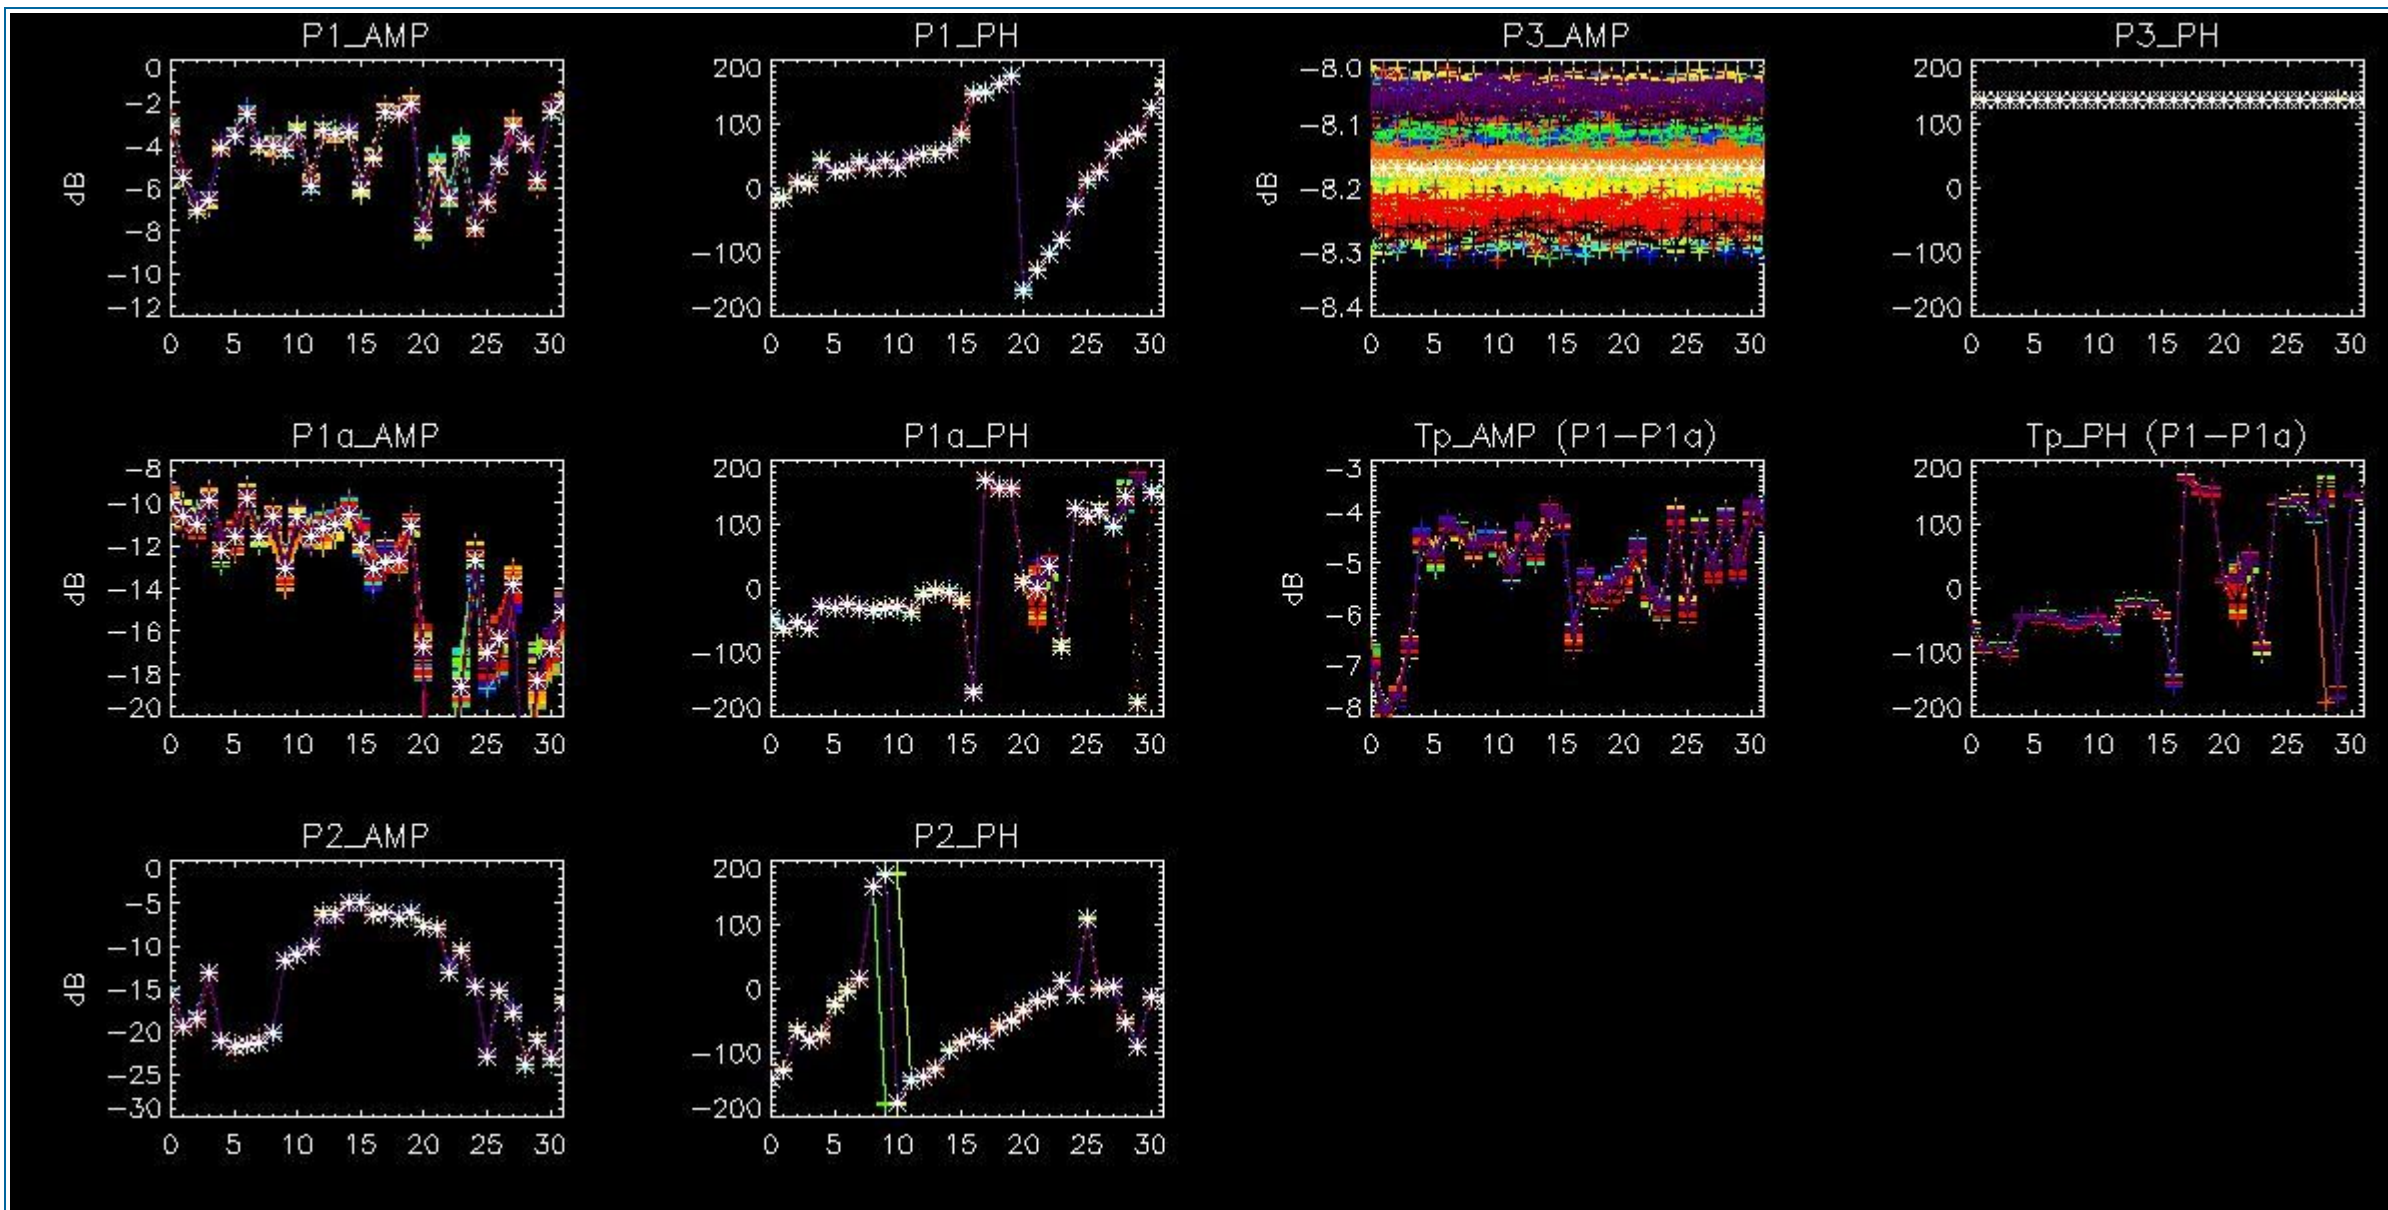 P1_AMP P1_PH P3_AMP P3_PH
0 200 -8.0 200
-2
-4 100 -8.1 100
-6 dB 0 dB -8.2 0
-8
-10 -100 -8.3 -100
-12 -200 -8.4 -200
0 5 10 15 20 25 30 0 5 10 15 20 25 30 0 5 10 15 20 25 30 0 5 10 15 20 25 30
P1a_AMP P1a_PH Tp_AMP (P1-P1a) Tp_PH (P1-P1a)
-8 200 -3 200
-10 100 -4 100
-12
-14 dB 0 dB -5 0
-16 -6
-18 -100 -7 -100
-20 -200 -8 -200
0 5 10 15 20 25 30 0 5 10 15 20 25 30 0 5 10 15 20 25 30 0 5 10 15 20 25 30
P2_AMP P2_PH
0 200
-5 100
-10
-15 dB 0
-20
-25 -100
-30 -200
0 5 10 15 20 25 30 0 5 10 15 20 25 30